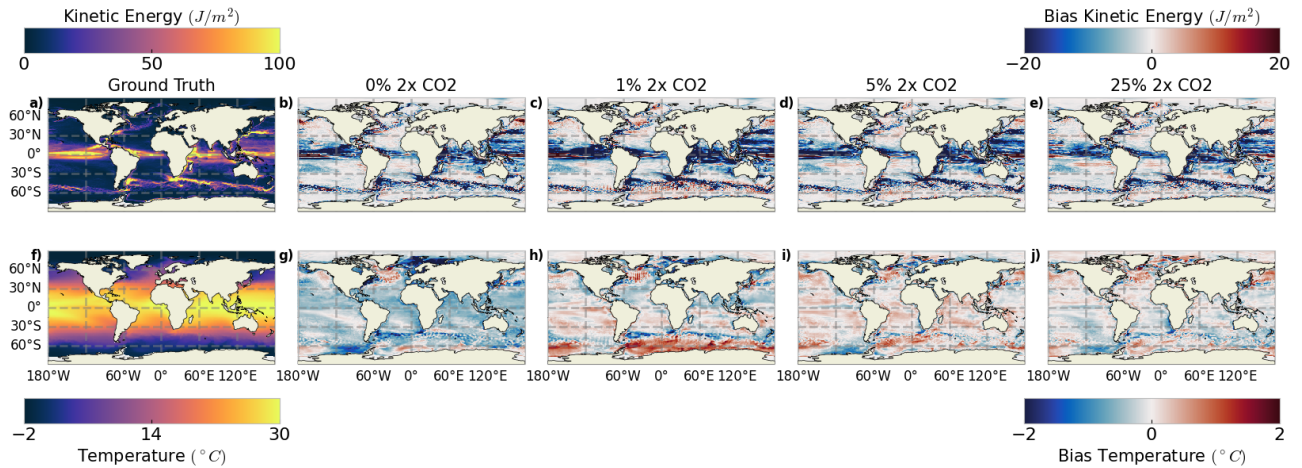 Kinetic Energy (J/m²)
0 50 100
Bias Kinetic Energy (J/m²)
−20 0 20
Ground Truth 0% 2x CO2 1% 2x CO2 5% 2x CO2 25% 2x CO2
a) b) c) d) e)
60°N
30°N
0°
30°S
60°S
f) g) h) i) j)
60°N
30°N
0°
30°S
60°S
180°W 60°W 0° 60°E 120°E 180°W 60°W 0° 60°E 120°E 60°W 0° 60°E 120°E 60°W 0° 60°E 120°E 60°W 0° 60°E 120°E
−2 14 30
Temperature (°C)
−2 0 2
Bias Temperature (°C)